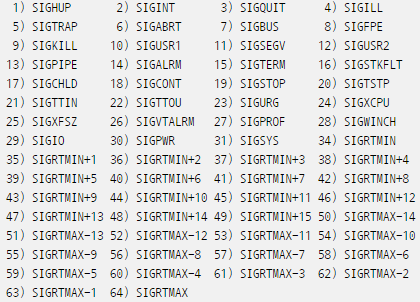 1) SIGHUP 2) SIGINT 3) SIGQUIT 4) SIGILL
5) SIGTRAP 6) SIGABRT 7) SIGBUS 8) SIGFPE
9) SIGKILL 10) SIGUSR1 11) SIGSEGV 12) SIGUSR2
13) SIGPIPE 14) SIGALRM 15) SIGTERM 16) SIGSTKFLT
17) SIGCHLD 18) SIGCONT 19) SIGSTOP 20) SIGTSTP
21) SIGTTIN 22) SIGTTOU 23) SIGURG 24) SIGXCPU
25) SIGXFSZ 26) SIGVTALRM 27) SIGPROF 28) SIGWINCH
29) SIGIO 30) SIGPWR 31) SIGSYS 34) SIGRTMIN
35) SIGRTMIN+1 36) SIGRTMIN+2 37) SIGRTMIN+3 38) SIGRTMIN+4
39) SIGRTMIN+5 40) SIGRTMIN+6 41) SIGRTMIN+7 42) SIGRTMIN+8
43) SIGRTMIN+9 44) SIGRTMIN+10 45) SIGRTMIN+11 46) SIGRTMIN+12
47) SIGRTMIN+13 48) SIGRTMIN+14 49) SIGRTMIN+15 50) SIGRTMAX-14
51) SIGRTMAX-13 52) SIGRTMAX-12 53) SIGRTMAX-11 54) SIGRTMAX-10
55) SIGRTMAX-9 56) SIGRTMAX-8 57) SIGRTMAX-7 58) SIGRTMAX-6
59) SIGRTMAX-5 60) SIGRTMAX-4 61) SIGRTMAX-3 62) SIGRTMAX-2
63) SIGRTMAX-1 64) SIGRTMAX